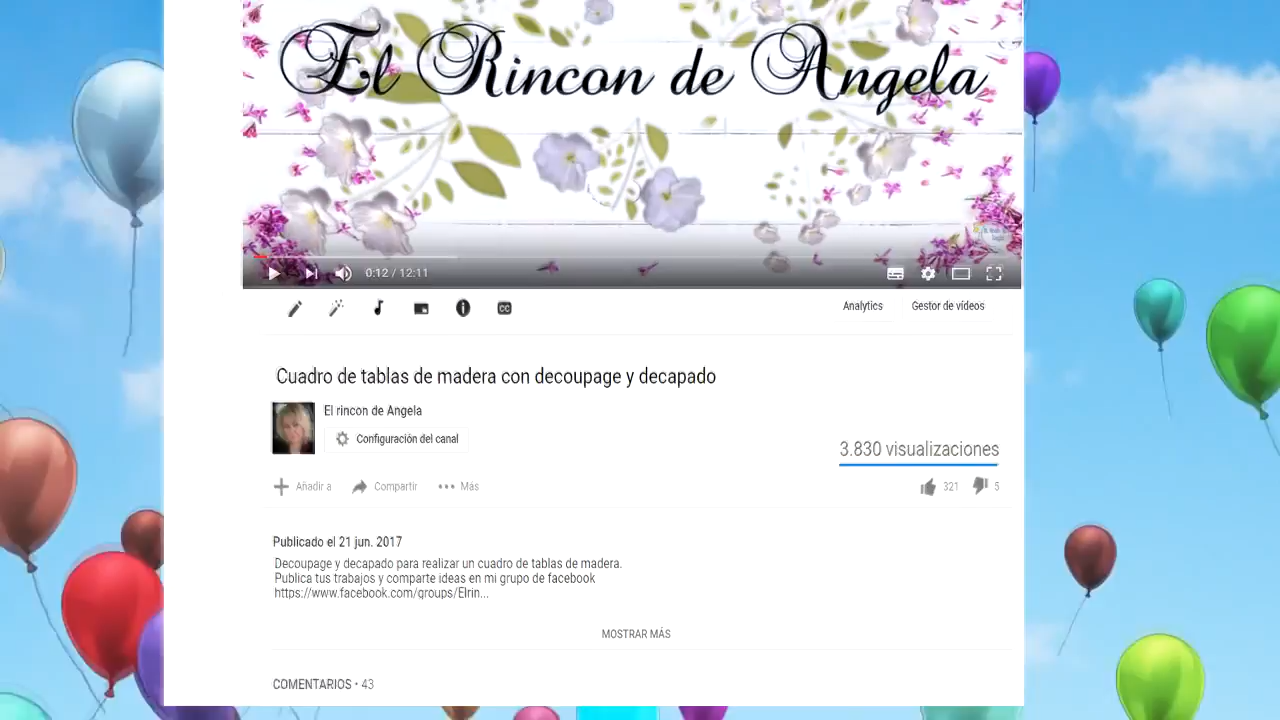 El Rincon de Angela
0:12 / 12:11
CC
Analytics
Gestor de vídeos
Cuadro de tablas de madera con decoupage y decapado
El rincon de Angela
Configuración del canal
3.830 visualizaciones
Añadir a
Compartir
Más
321
5
Publicado el 21 jun. 2017
Decoupage y decapado para realizar un cuadro de tablas de madera.
Publica tus trabajos y comparte ideas en mi grupo de facebook
https://www.facebook.com/groups/Elrin...
MOSTRAR MÁS
COMENTARIOS • 43